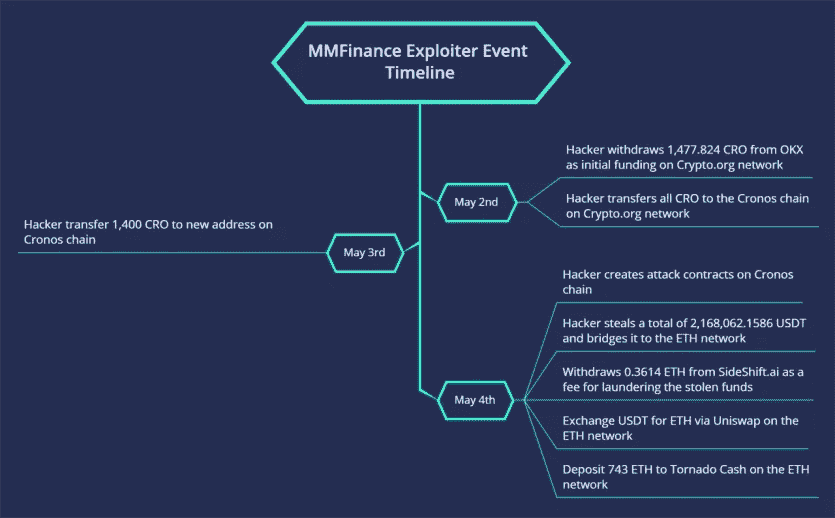 MMFinance Exploiter Event
Timeline
May 2nd
Hacker withdraws 1,477.824 CRO from OKX
as initial funding on Crypto.org network
Hacker transfers all CRO to the Cronos chain
on Crypto.org network
May 3rd
Hacker transfer 1,400 CRO to new address on
Cronos chain
May 4th
Hacker creates attack contracts on Cronos
chain
Hacker steals a total of 2,168,062.1586 USDT
and bridges it to the ETH network
Withdraws 0.3614 ETH from SideShift.ai as a
fee for laundering the stolen funds
Exchange USDT for ETH via Uniswap on the
ETH network
Deposit 743 ETH to Tornado Cash on the ETH
network